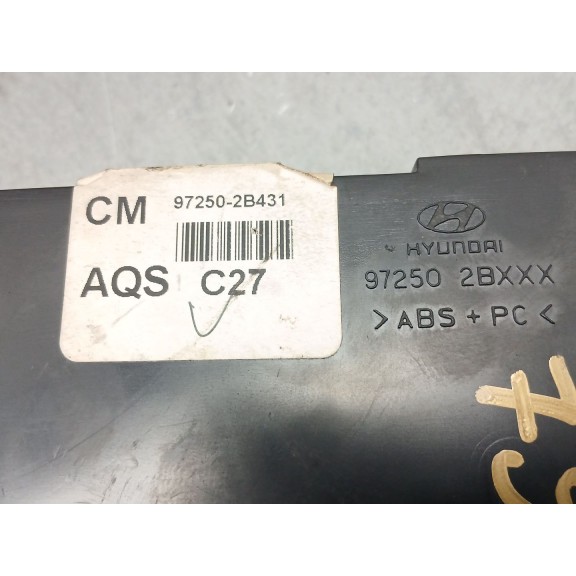 CM 97250-2B431
AQS C27
HYUNDAI
97250 2BXXX
>ABS+PC<